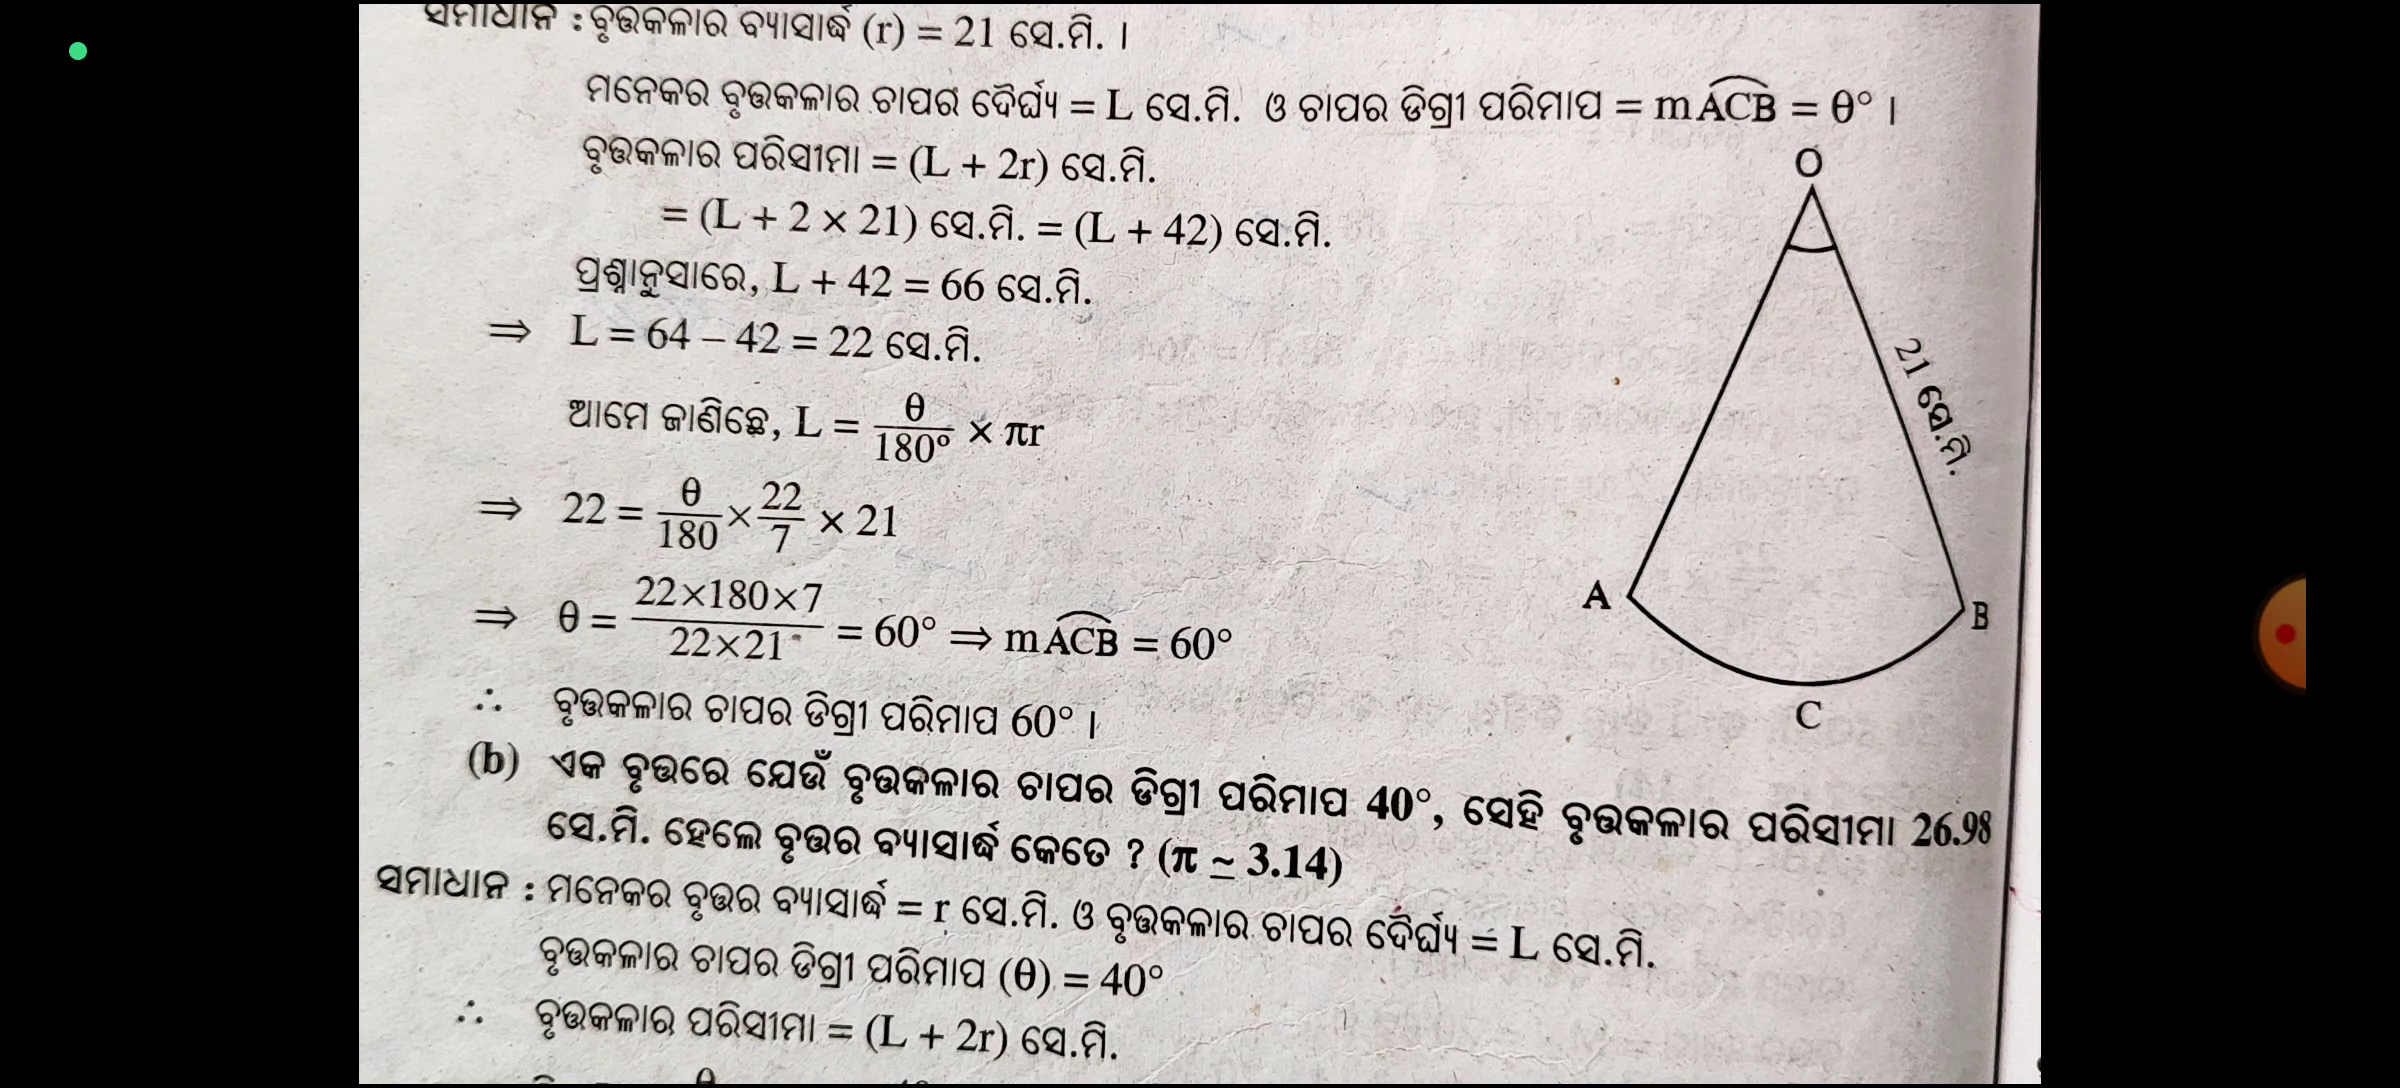 ସମାଧାନ : ବୃତ୍ତକଳାର ବ୍ୟାସାର୍ଦ୍ଧ (r) = 21 ସେ.ମି. ।
ମନେକର ବୃତ୍ତକଳାର ଚାପର ଦୈର୍ଘ୍ୟ = L ସେ.ମି. ଓ ଚାପର ଡିଗ୍ରୀ ପରିମାପ = m A͡CB = θ° ।
ବୃତ୍ତକଳାର ପରିସୀମା = (L + 2r) ସେ.ମି.
= (L + 2 × 21) ସେ.ମି. = (L + 42) ସେ.ମି.
ପ୍ରଶ୍ନାନୁସାରେ, L + 42 = 66 ସେ.ମି.
⇒ L = 64 – 42 = 22 ସେ.ମି.
ଆମେ ଜାଣିଛେ, L = θ/180° × πr
⇒ 22 = θ/180 × 22/7 × 21
⇒ θ = 22×180×7/22×21 = 60° ⇒ m A͡CB = 60°
∴ ବୃତ୍ତକଳାର ଚାପର ଡିଗ୍ରୀ ପରିମାପ 60° ।
O
21 ସେ.ମି.
A
B
C
(b) ଏକ ବୃତ୍ତରେ ଯେଉଁ ବୃତ୍ତକଳାର ଚାପର ଡିଗ୍ରୀ ପରିମାପ 40°, ସେହି ବୃତ୍ତକଳାର ପରିସୀମା 26.98
ସେ.ମି. ହେଲେ ବୃତ୍ତର ବ୍ୟାସାର୍ଦ୍ଧ କେତେ ? (π ≃ 3.14)
ସମାଧାନ : ମନେକର ବୃତ୍ତର ବ୍ୟାସାର୍ଦ୍ଧ = r ସେ.ମି. ଓ ବୃତ୍ତକଳାର ଚାପର ଦୈର୍ଘ୍ୟ = L ସେ.ମି.
ବୃତ୍ତକଳାର ଚାପର ଡିଗ୍ରୀ ପରିମାପ (θ) = 40°
∴ ବୃତ୍ତକଳାର ପରିସୀମା = (L + 2r) ସେ.ମି.
θ